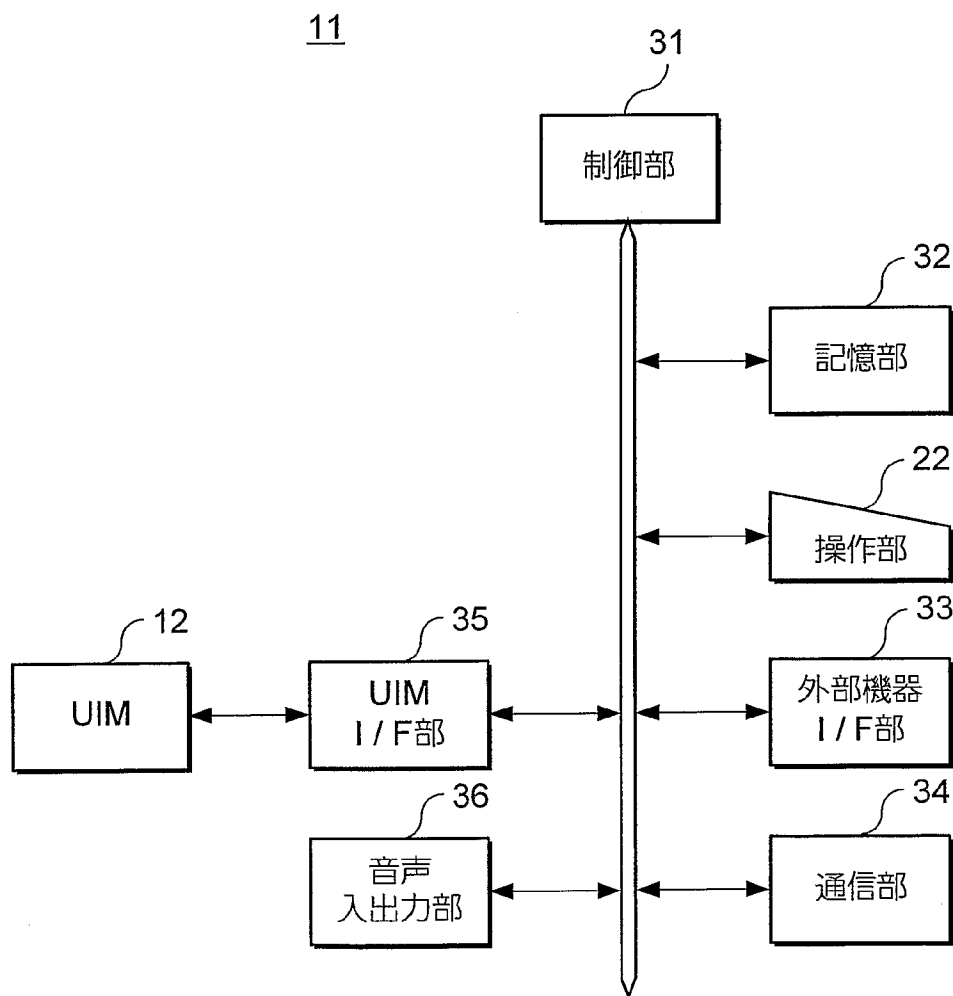 11
31
制御部
32
記憶部
22
操作部
12
UIM
35
UIM
I/F部
33
外部機器
I/F部
36
音声
入出力部
34
通信部